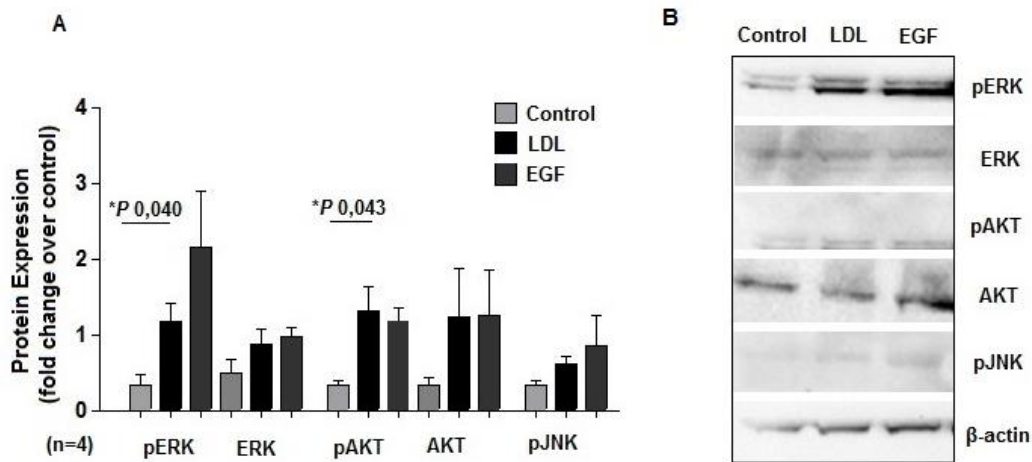 A
Protein Expression
(fold change over control)
4
3
2
1
0
Control
LDL
EGF
*P 0,040
*P 0,043
(n=4)
pERK
ERK
pAKT
AKT
pJNK
B
Control LDL EGF
pERK
ERK
pAKT
AKT
pJNK
β-actin